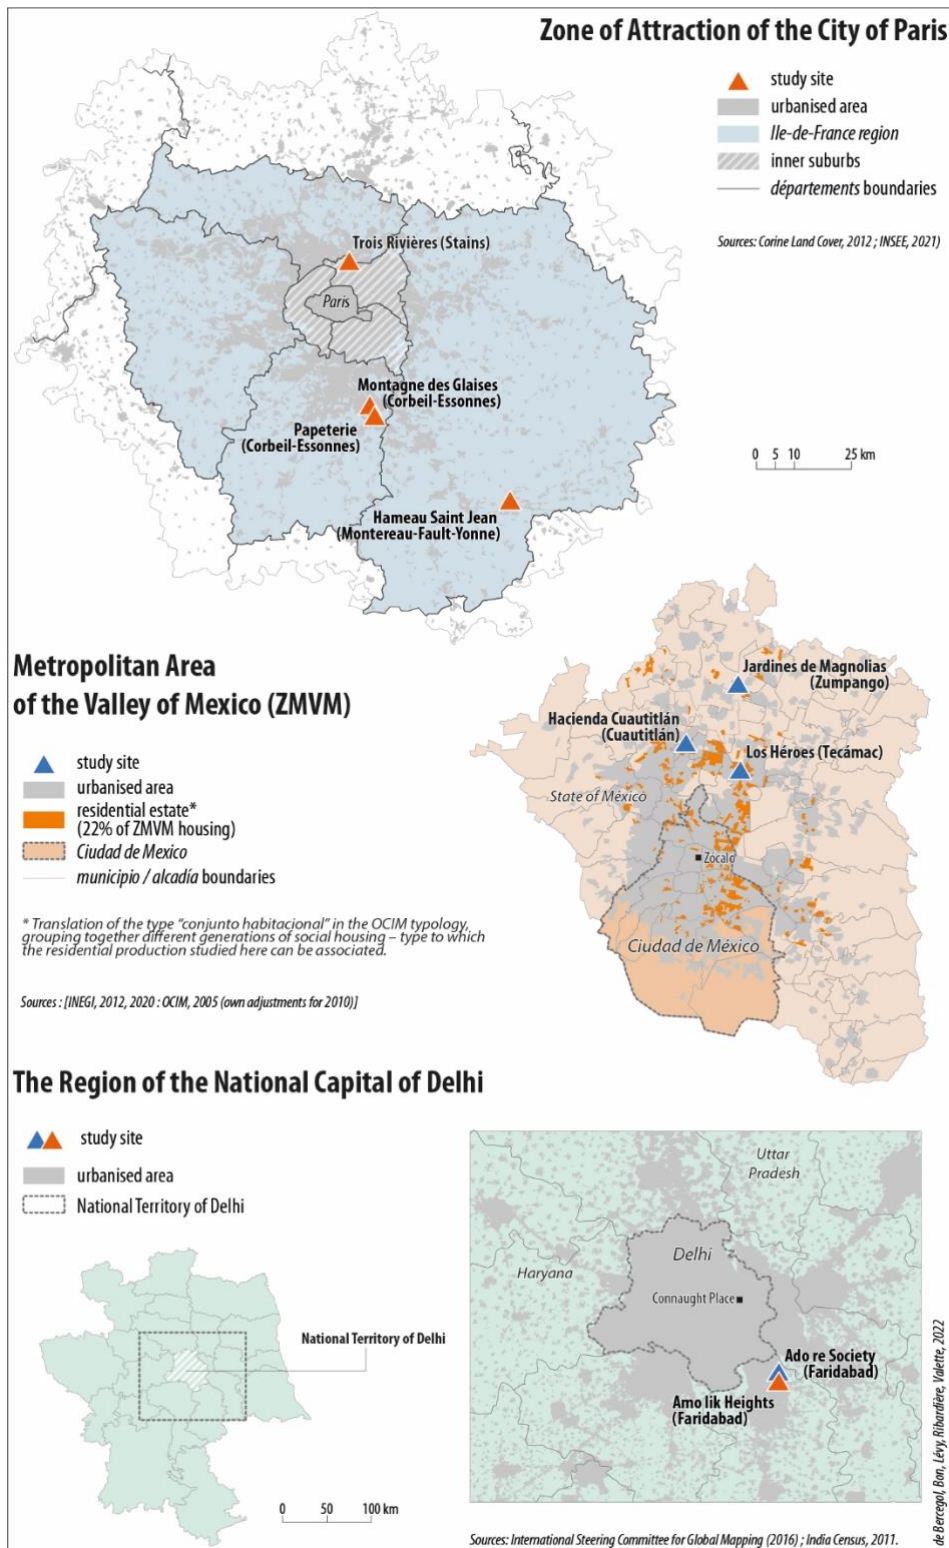 Zone of Attraction of the City of Paris
study site
urbanised area
Ile-de-France region
inner suburbs
départements boundaries
Sources: Corine Land Cover, 2012 ; INSEE, 2021)
Trois Rivières (Stains)
Paris
Montagne des Glaises
(Corbeil-Essonnes)
Papeterie
(Corbeil-Essonnes)
Hameau Saint Jean
(Montereau-Fault-Yonne)
0 5 10 25 km
Metropolitan Area
of the Valley of Mexico (ZMVM)
study site
urbanised area
residential estate*
(22% of ZMVM housing)
Ciudad de Mexico
municipio / alcadía boundaries
* Translation of the type "conjunto habitacional" in the OCIM typology,
grouping together different generations of social housing – type to which
the residential production studied here can be associated.
Sources : [INEGI, 2012, 2020 : OCIM, 2005 (own adjustments for 2010)]
Jardines de Magnolias
(Zumpango)
Hacienda Cuautitlán
(Cuautitlán)
Los Héroes (Tecámac)
State of México
Zócalo
Ciudad de México
The Region of the National Capital of Delhi
study site
urbanised area
National Territory of Delhi
National Territory of Delhi
0 50 100 km
Uttar
Pradesh
Delhi
Haryana
Connaught Place
Ado re Society
(Faridabad)
Amo lik Heights
(Faridabad)
Sources: International Steering Committee for Global Mapping (2016) ; India Census, 2011.
de Bercegol, Bon, Lévy, Ribardière, Valette, 2022